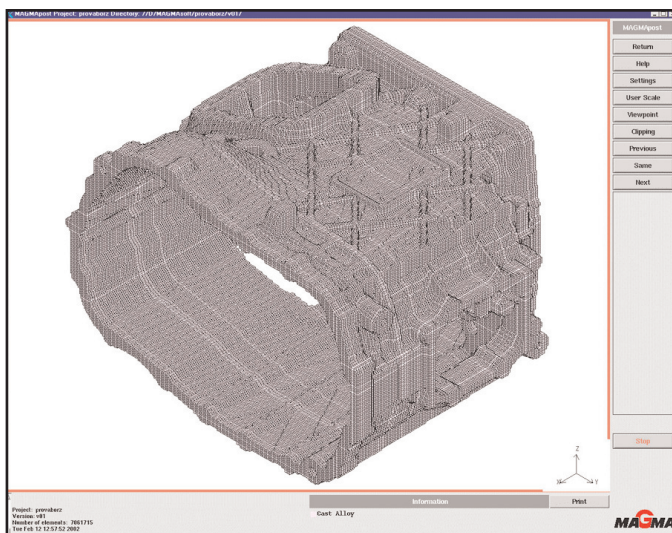 MAGMApost Project: provaborz Directory: //D/MAGMAsoft/provaborz/v01/
MAGMApost
Return
Help
Settings
User Scale
Viewpoint
Clipping
Previous
Same
Next
Stop
Z
Y
Information
Print
Cast Alloy
Project: provaborz
Version: v01
Number of elements: 7061715
Tue Feb 12 12:57:52 2002
MAGMA